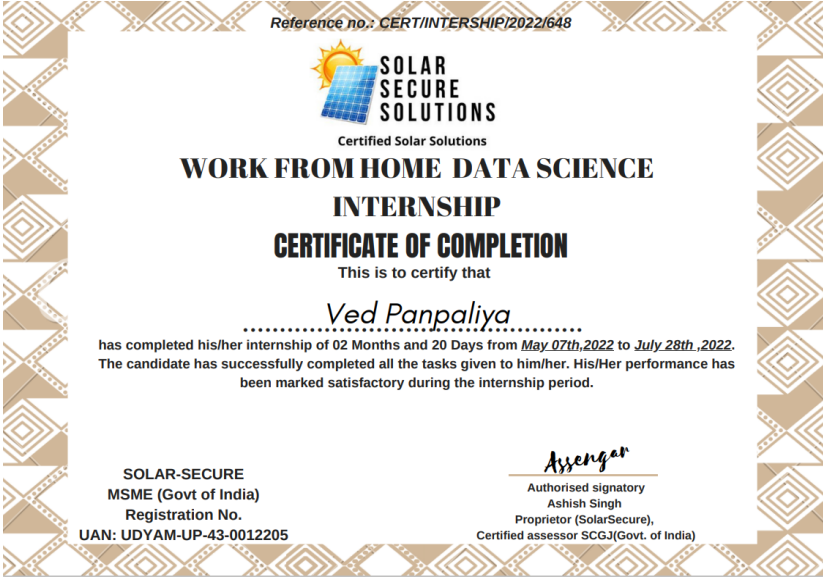 Reference no.: CERT/INTERSHIP/2022/648
SOLAR
SECURE
SOLUTIONS
Certified Solar Solutions
WORK FROM HOME DATA SCIENCE
INTERNSHIP
CERTIFICATE OF COMPLETION
This is to certify that
Ved Panpaliya
has completed his/her internship of 02 Months and 20 Days from May 07th,2022 to July 28th ,2022.
The candidate has successfully completed all the tasks given to him/her. His/Her performance has
been marked satisfactory during the internship period.
SOLAR-SECURE
MSME (Govt of India)
Registration No.
UAN: UDYAM-UP-43-0012205
Assengar
Authorised signatory
Ashish Singh
Proprietor (SolarSecure),
Certified assessor SCGJ(Govt. of India)